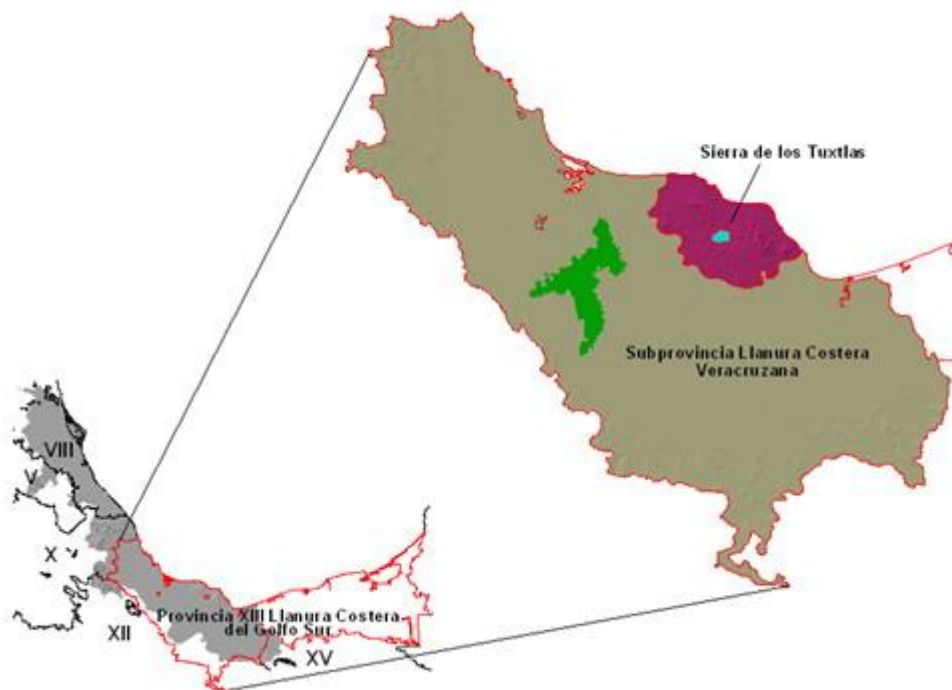 Sierra de los Tuxtlas
Subprovincia Llanura Costera
Veracruzana
VIII
V
X
Provincia XIII Llanura Costera
del Golfo Sur
XII
XV